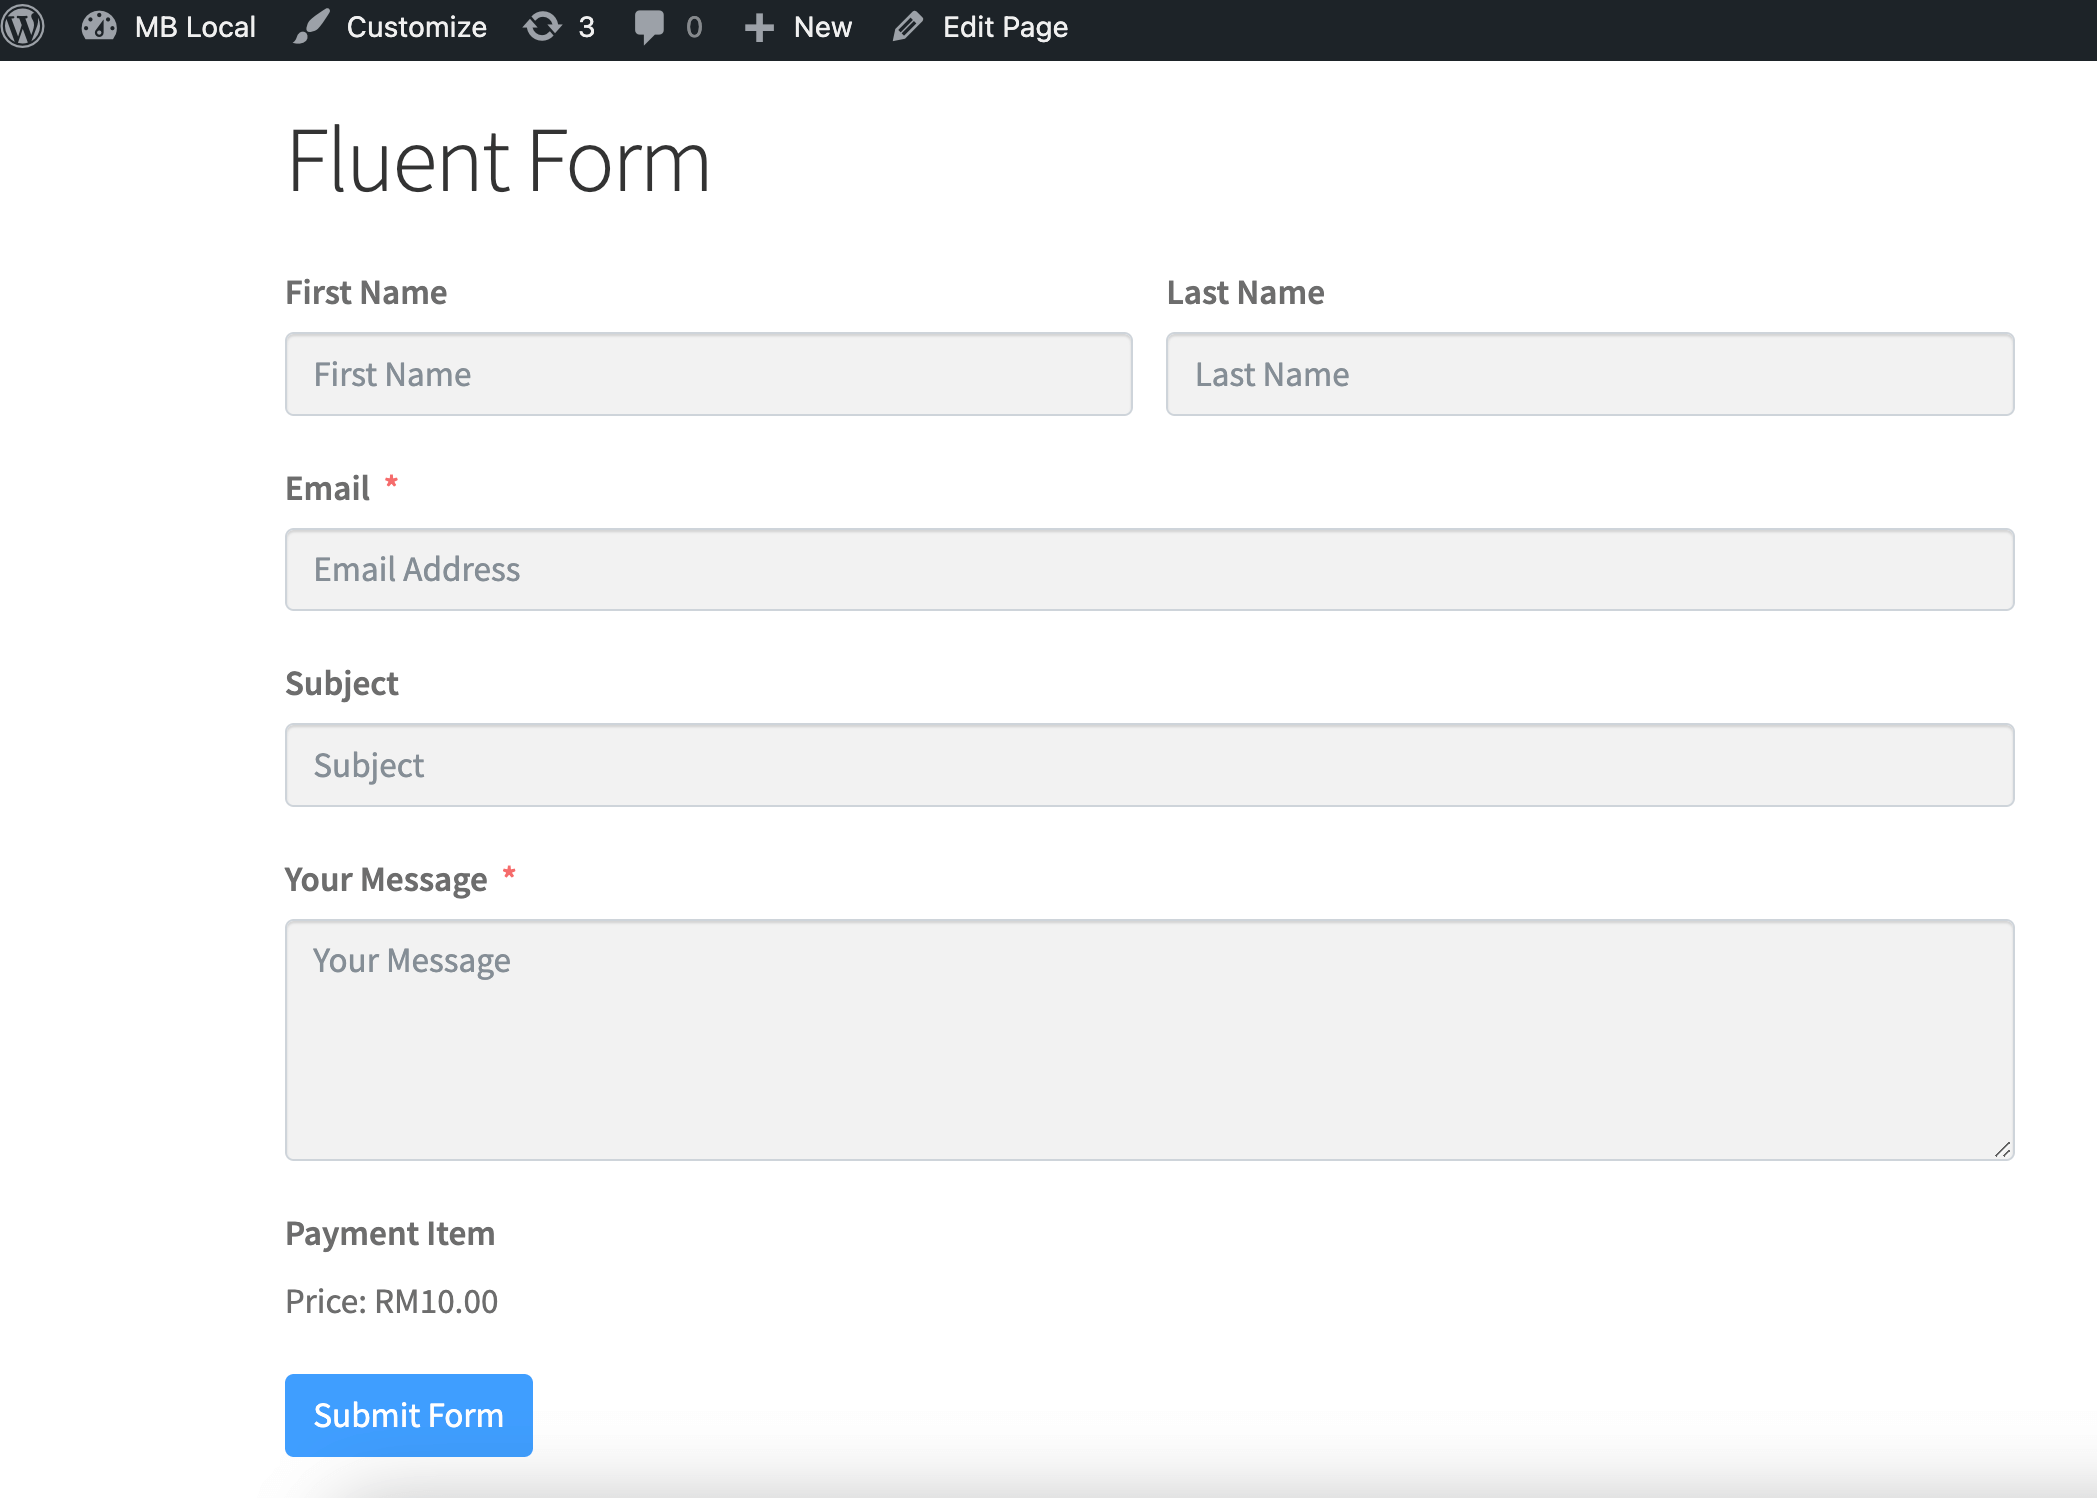 MB Local Customize 3 0 New Edit Page
Fluent Form
First Name Last Name
First Name Last Name
Email *
Email Address
Subject
Subject
Your Message *
Your Message
Payment Item
Price: RM10.00
Submit Form